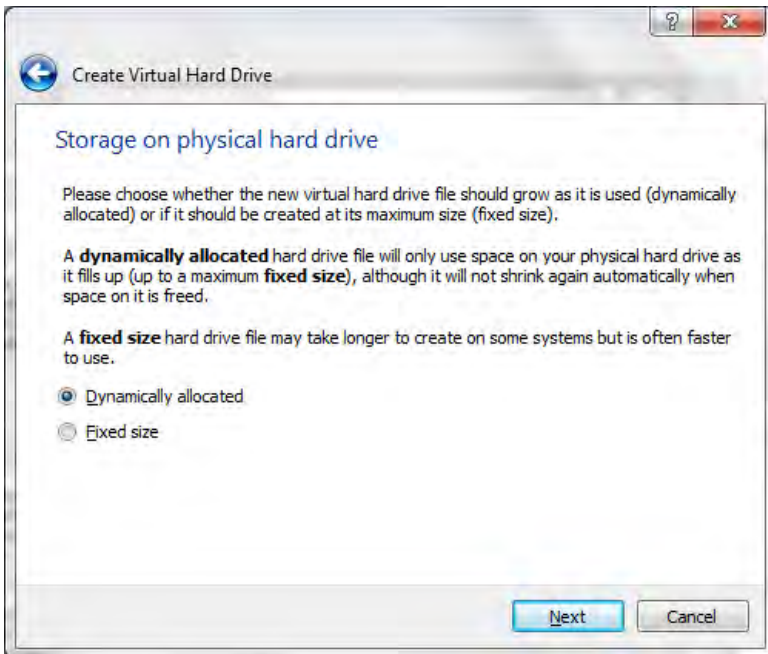 Create Virtual Hard Drive
Storage on physical hard drive
Please choose whether the new virtual hard drive file should grow as it is used (dynamically
allocated) or if it should be created at its maximum size (fixed size).
A dynamically allocated hard drive file will only use space on your physical hard drive as
it fills up (up to a maximum fixed size), although it will not shrink again automatically when
space on it is freed.
A fixed size hard drive file may take longer to create on some systems but is often faster
to use.
Dynamically allocated
Fixed size
Next Cancel